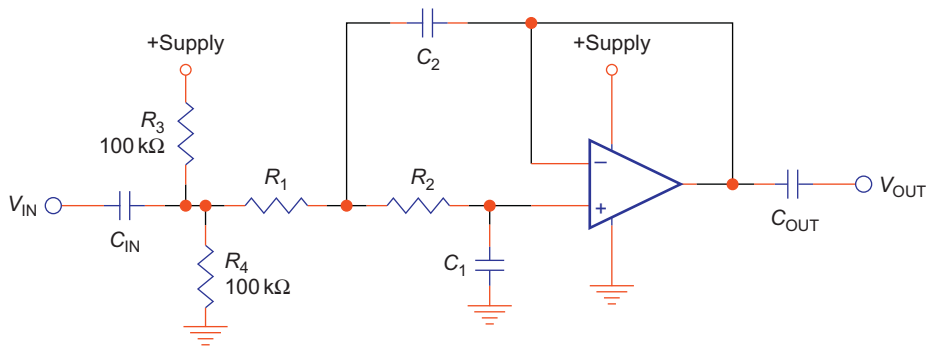 +Supply
C2
+Supply
R3
100 kΩ
R1
R2
−
+
VIN
CIN
R4
100 kΩ
C1
COUT
VOUT